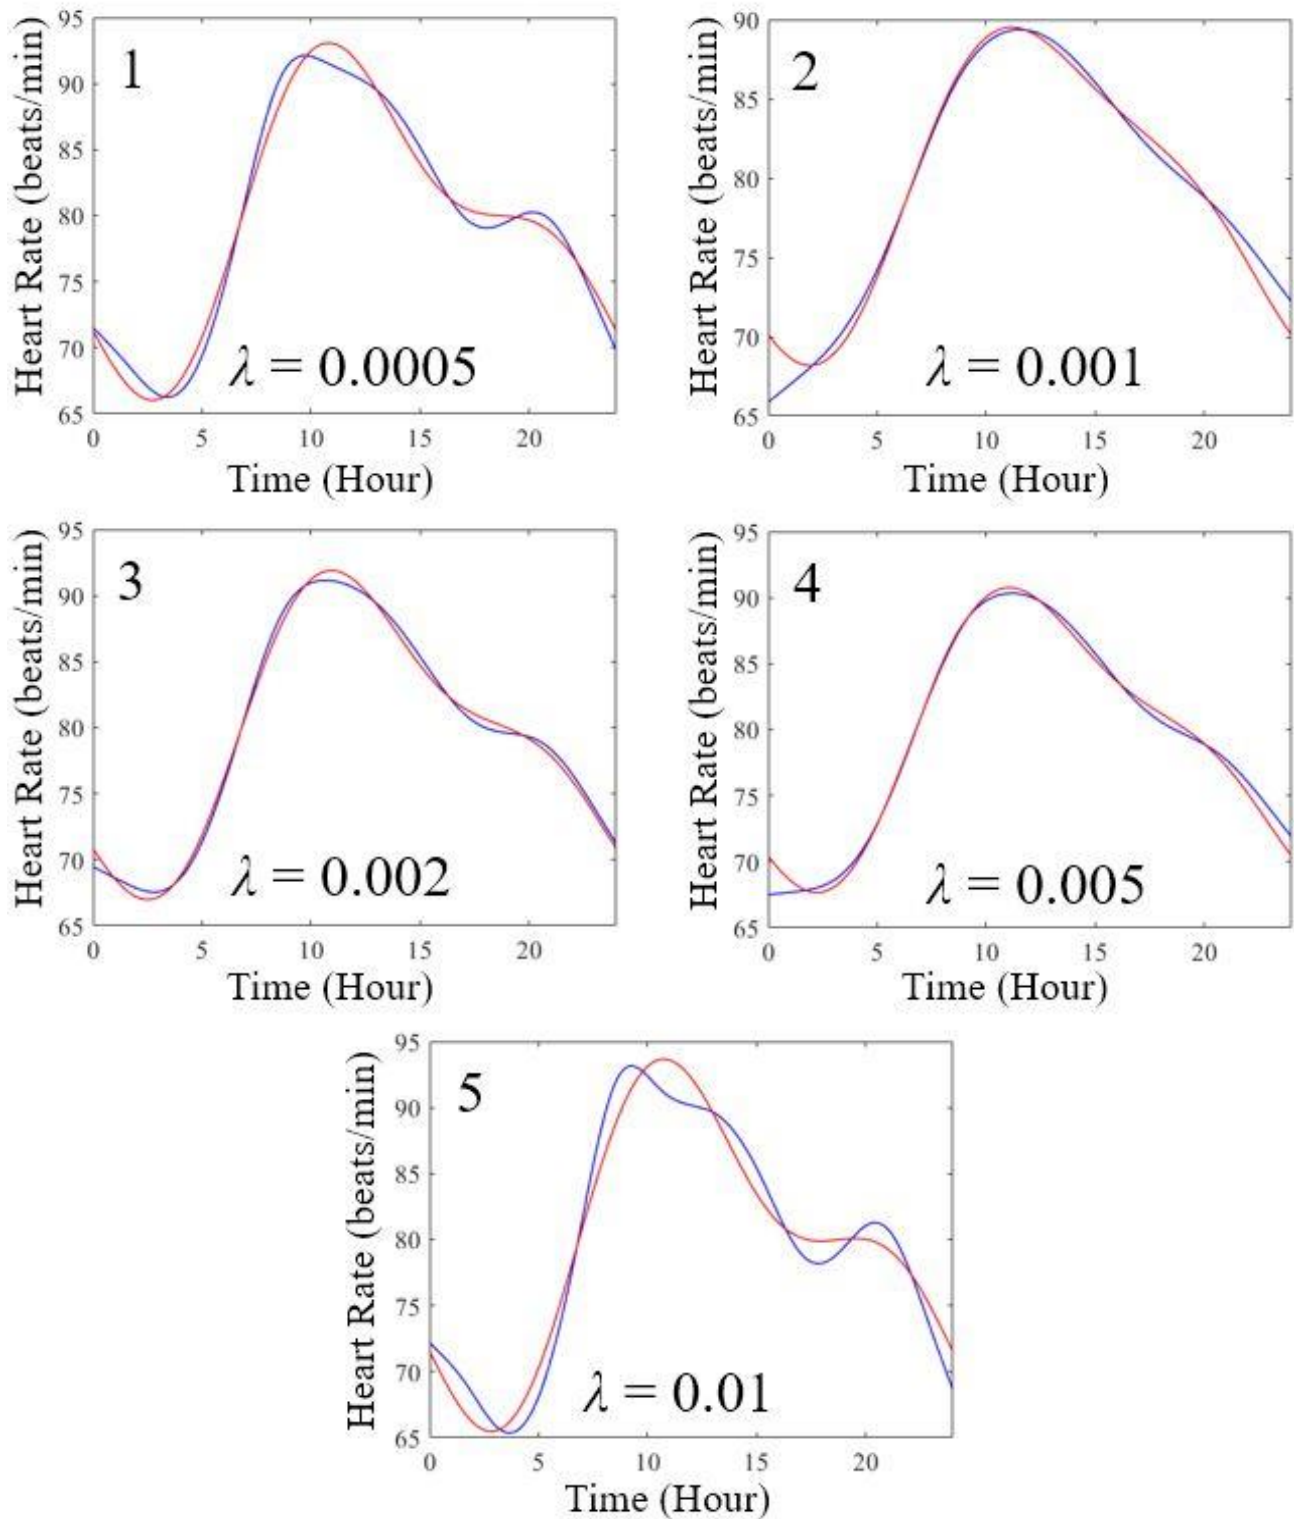 95
90
85
80
75
70
65
0 5 10 15 20
Heart Rate (beats/min)
Time (Hour)
1
λ = 0.0005
90
85
80
75
70
65
0 5 10 15 20
Heart Rate (beats/min)
Time (Hour)
2
λ = 0.001
95
90
85
80
75
70
65
0 5 10 15 20
Heart Rate (beats/min)
Time (Hour)
3
λ = 0.002
95
90
85
80
75
70
65
0 5 10 15 20
Heart Rate (beats/min)
Time (Hour)
4
λ = 0.005
95
90
85
80
75
70
65
0 5 10 15 20
Heart Rate (beats/min)
Time (Hour)
5
λ = 0.01